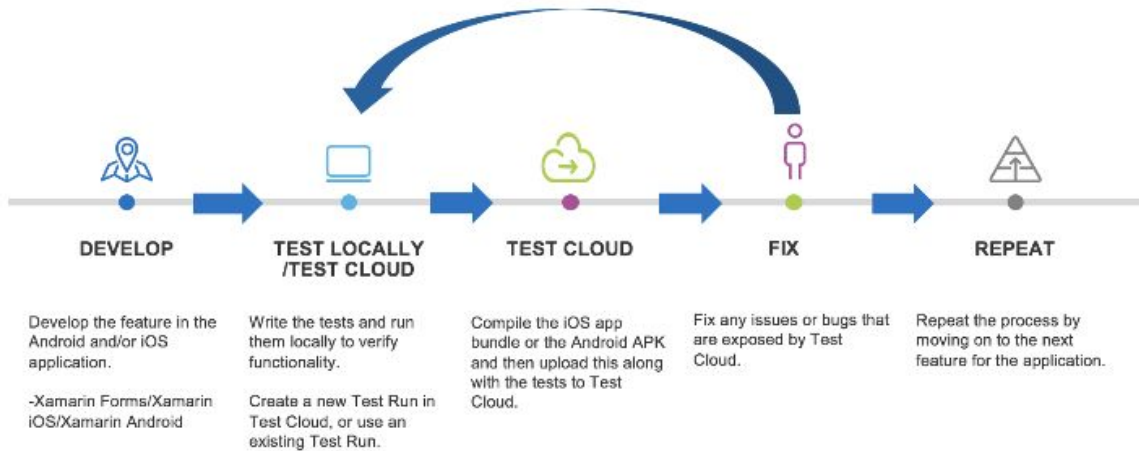 DEVELOP
Develop the feature in the
Android and/or iOS
application.
-Xamarin Forms/Xamarin
iOS/Xamarin Android
TEST LOCALLY
/TEST CLOUD
Write the tests and run
them locally to verify
functionality.
Create a new Test Run in
Test Cloud, or use an
existing Test Run.
TEST CLOUD
Compile the iOS app
bundle or the Android APK
and then upload this along
with the tests to Test
Cloud.
FIX
Fix any issues or bugs that
are exposed by Test
Cloud.
REPEAT
Repeat the process by
moving on to the next
feature for the application.